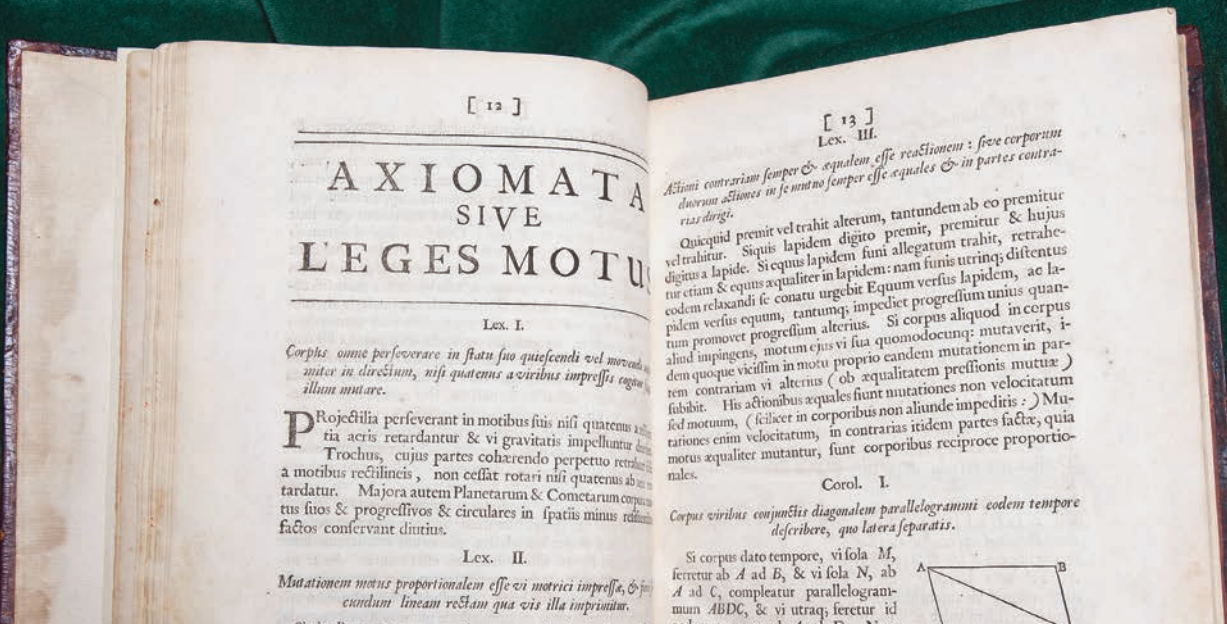 [ 12 ]
AXIOMATA
SIVE
LEGES MOTUS
Lex. I.
Corpus omne perseverare in statu suo quiescendi vel movendi
miter in directum, nisi quatenus a viribus impressis cogitur
illum mutare.
PRojectilia perseverant in motibus suis nisi quatenus a
tia aeris retardantur & vi gravitatis impelluntur
Trochus, cujus partes cohærendo perpetuo
a motibus rectilineis, non cessat rotari nisi quatenus ab
tardatur. Majora autem Planetarum & Cometarum corpora
tus suos & progressivos & circulares in spatiis minus
factos conservant diutius.
Lex. II.
Mutationem motus proportionalem esse vi motrici impressæ, &
cundum lineam rectam qua vis illa imprimitur.
[ 13 ]
Lex. III.
Actioni contrariam semper & æqualem esse reactionem : sive corporum
duorum actiones in se mutuo semper esse æquales & in partes contra-
rias dirigi.
Quicquid premit vel trahit alterum, tantundem ab eo premitur
vel trahitur. Siquis lapidem digito premit, premitur & hujus
digitus a lapide. Si equus lapidem funi allegatum trahit, retrahe-
tur etiam & equus æqualiter in lapidem: nam funis utrinq; distentus
eodem relaxandi se conatu urgebit Equum versus lapidem, ac la-
pidem versus equum, tantumq; impediet progressum unius quan-
tum promovet progressum alterius. Si corpus aliquod in corpus
aliud impingens, motum ejus vi sua quomodocunq: mutaverit, i-
dem quoque vicissim in motu proprio eandem mutationem in par-
tem contrariam vi alterius ( ob æqualitatem pressionis mutuæ )
subibit. His actionibus æquales fiunt mutationes non velocitatum
sed motuum, ( scilicet in corporibus non aliunde impeditis : ) Mu-
tationes enim velocitatum, in contrarias itidem partes factæ, quia
motus æqualiter mutantur, sunt corporibus reciproce proportio-
nales.
Corol. I.
Corpus viribus conjunctis diagonalem parallelogrammi eodem tempore
describere, quo latera separatis.
Si corpus dato tempore, vi sola M,
ferretur ab A ad B, & vi sola N, ab
A ad C, compleatur parallelogram-
mum ABDC, & vi utraq; feretur id
A B